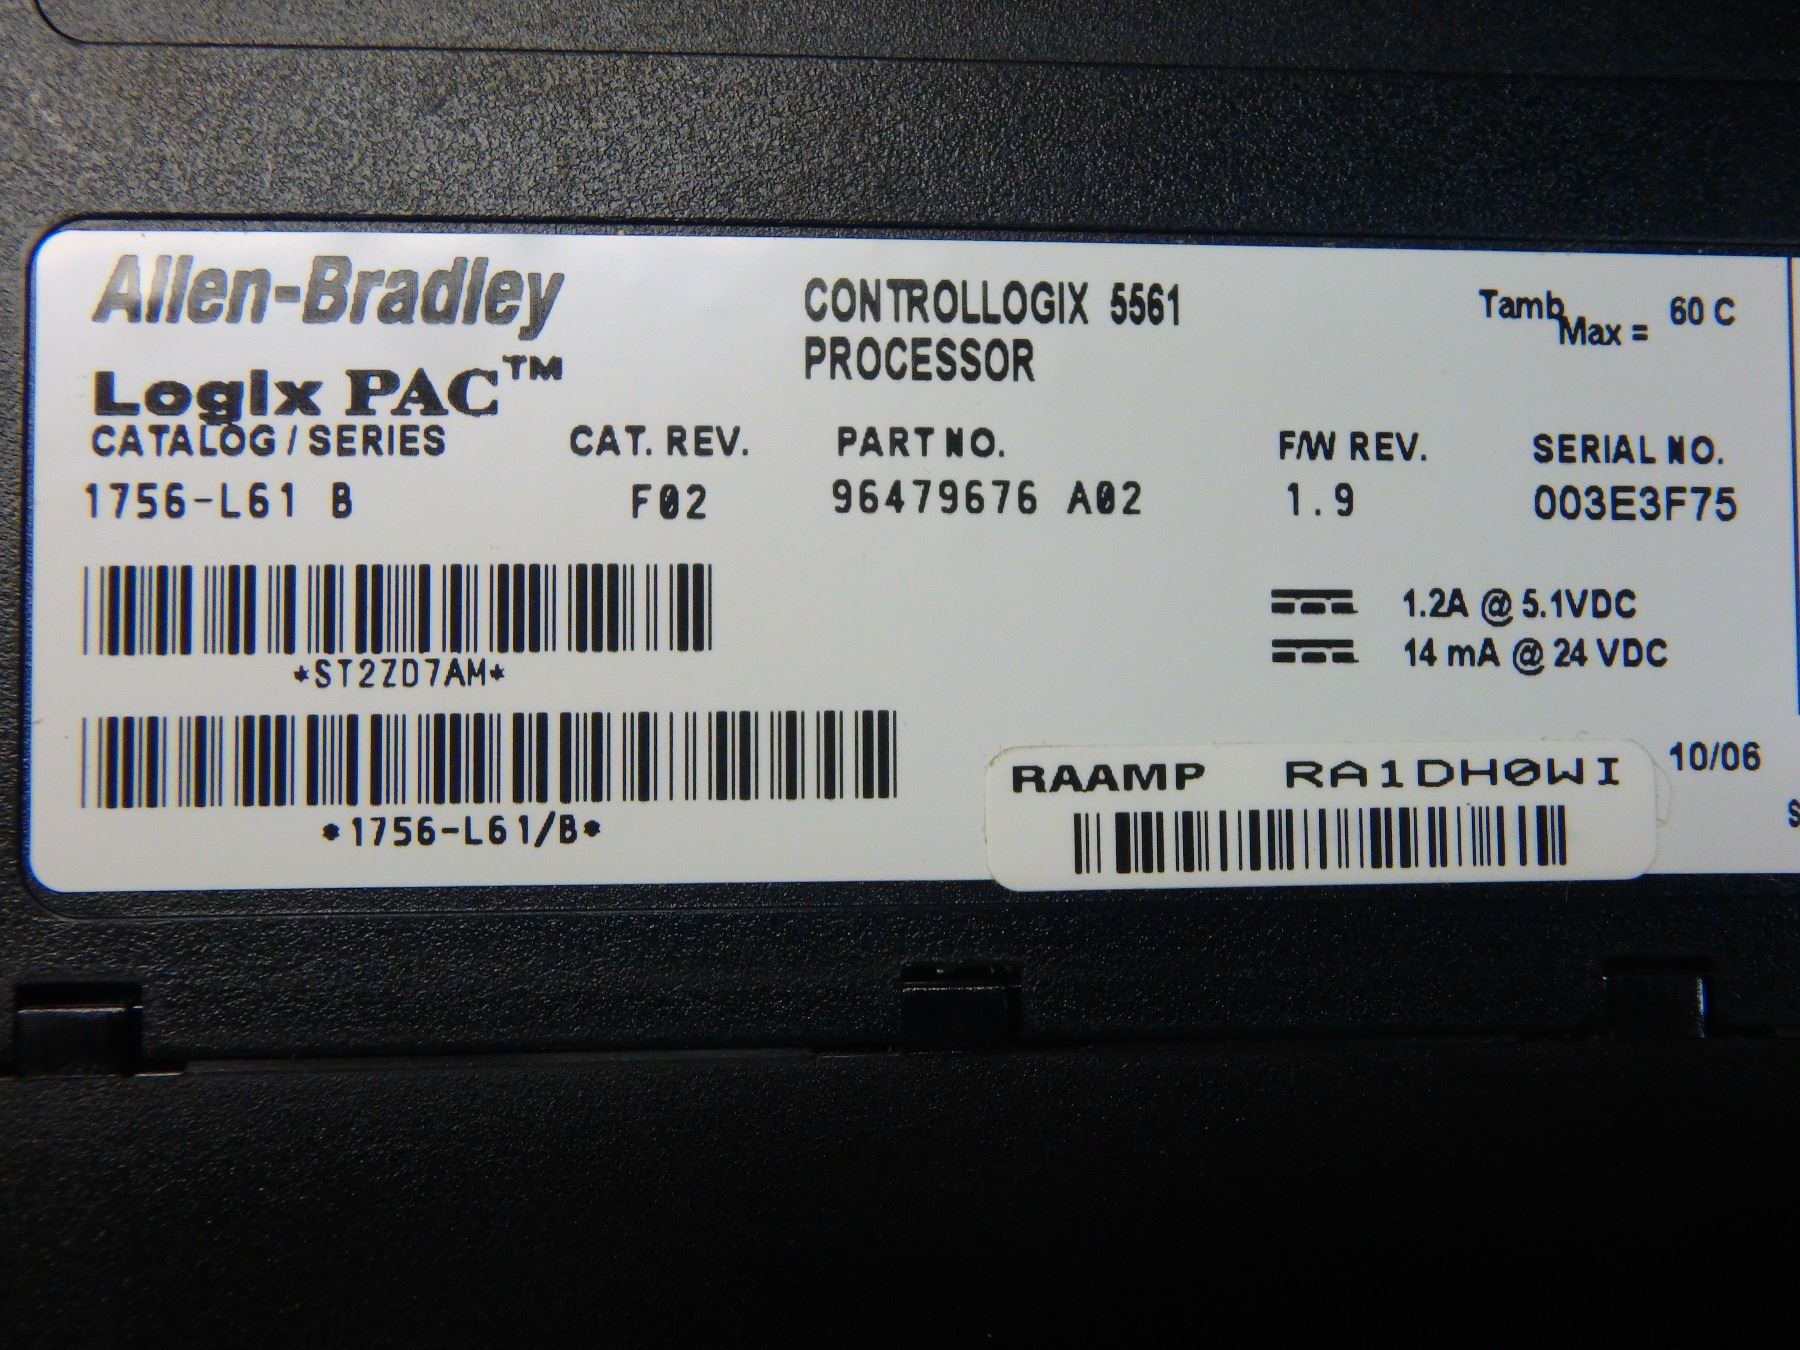 Allen-Bradley
Logix PAC™
CONTROLLOGIX 5561
PROCESSOR
Tamb Max = 60 C
CATALOG / SERIES CAT. REV. PART NO. F/W REV. SERIAL NO.
1756-L61 B F02 96479676 A02 1.9 003E3F75
1.2A @ 5.1VDC
14 mA @ 24 VDC
*ST2ZD7AM*
*1756-L61/B*
RAAMP RA1DH0WI
10/06
S